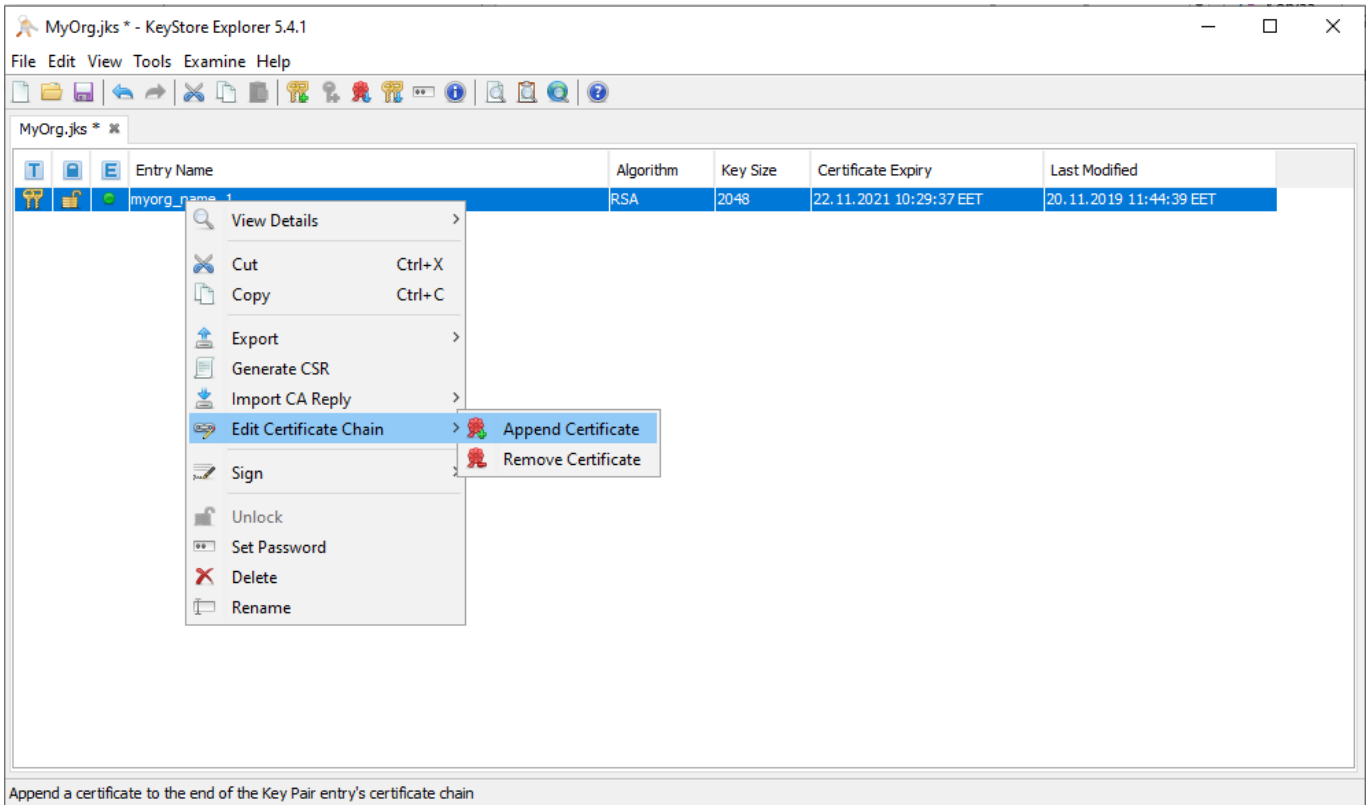 MyOrg.jks * - KeyStore Explorer 5.4.1
File Edit View Tools Examine Help
MyOrg.jks *
T E Entry Name Algorithm Key Size Certificate Expiry Last Modified
myorg_name_1 RSA 2048 22.11.2021 10:29:37 EET 20.11.2019 11:44:39 EET
View Details
Cut Ctrl+X
Copy Ctrl+C
Export
Generate CSR
Import CA Reply
Edit Certificate Chain
Append Certificate
Remove Certificate
Sign
Unlock
Set Password
Delete
Rename
Append a certificate to the end of the Key Pair entry's certificate chain